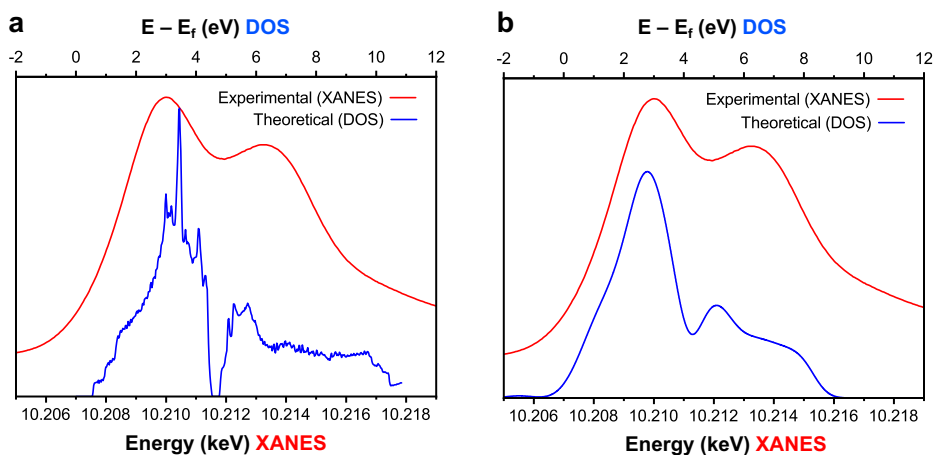 a
E – Ef (eV) DOS
-2 0 2 4 6 8 10 12
Experimental (XANES)
Theoretical (DOS)
10.206 10.208 10.210 10.212 10.214 10.216 10.218
Energy (keV) XANES
b
E – Ef (eV) DOS
-2 0 2 4 6 8 10 12
Experimental (XANES)
Theoretical (DOS)
10.206 10.208 10.210 10.212 10.214 10.216 10.218
Energy (keV) XANES